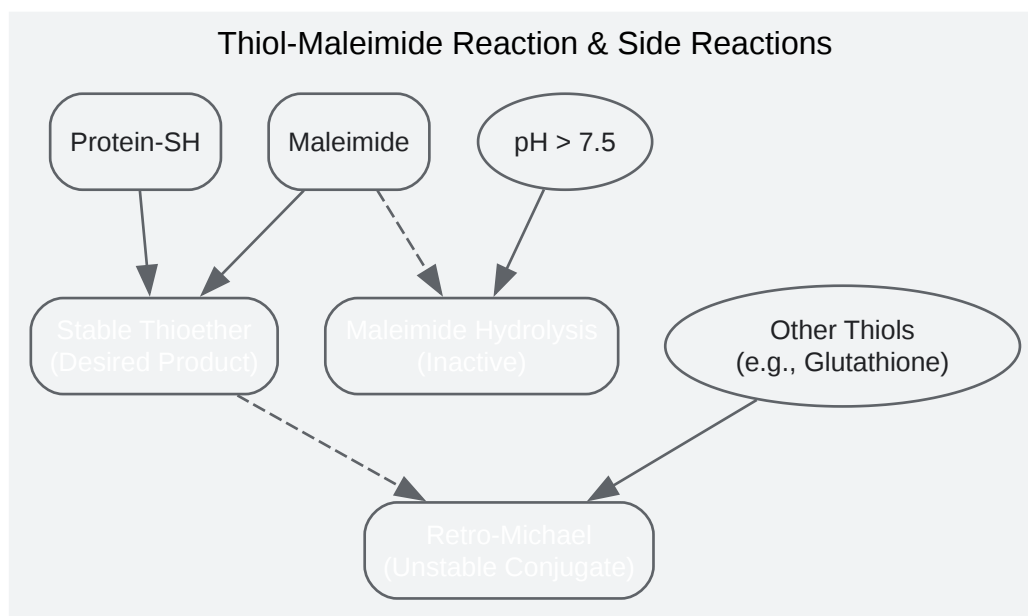 Thiol-Maleimide Reaction & Side Reactions
Protein-SH
Maleimide
pH > 7.5
Stable Thioether
(Desired Product)
Maleimide Hydrolysis
(Inactive)
Other Thiols
(e.g., Glutathione)
Retro-Michael
(Unstable Conjugate)